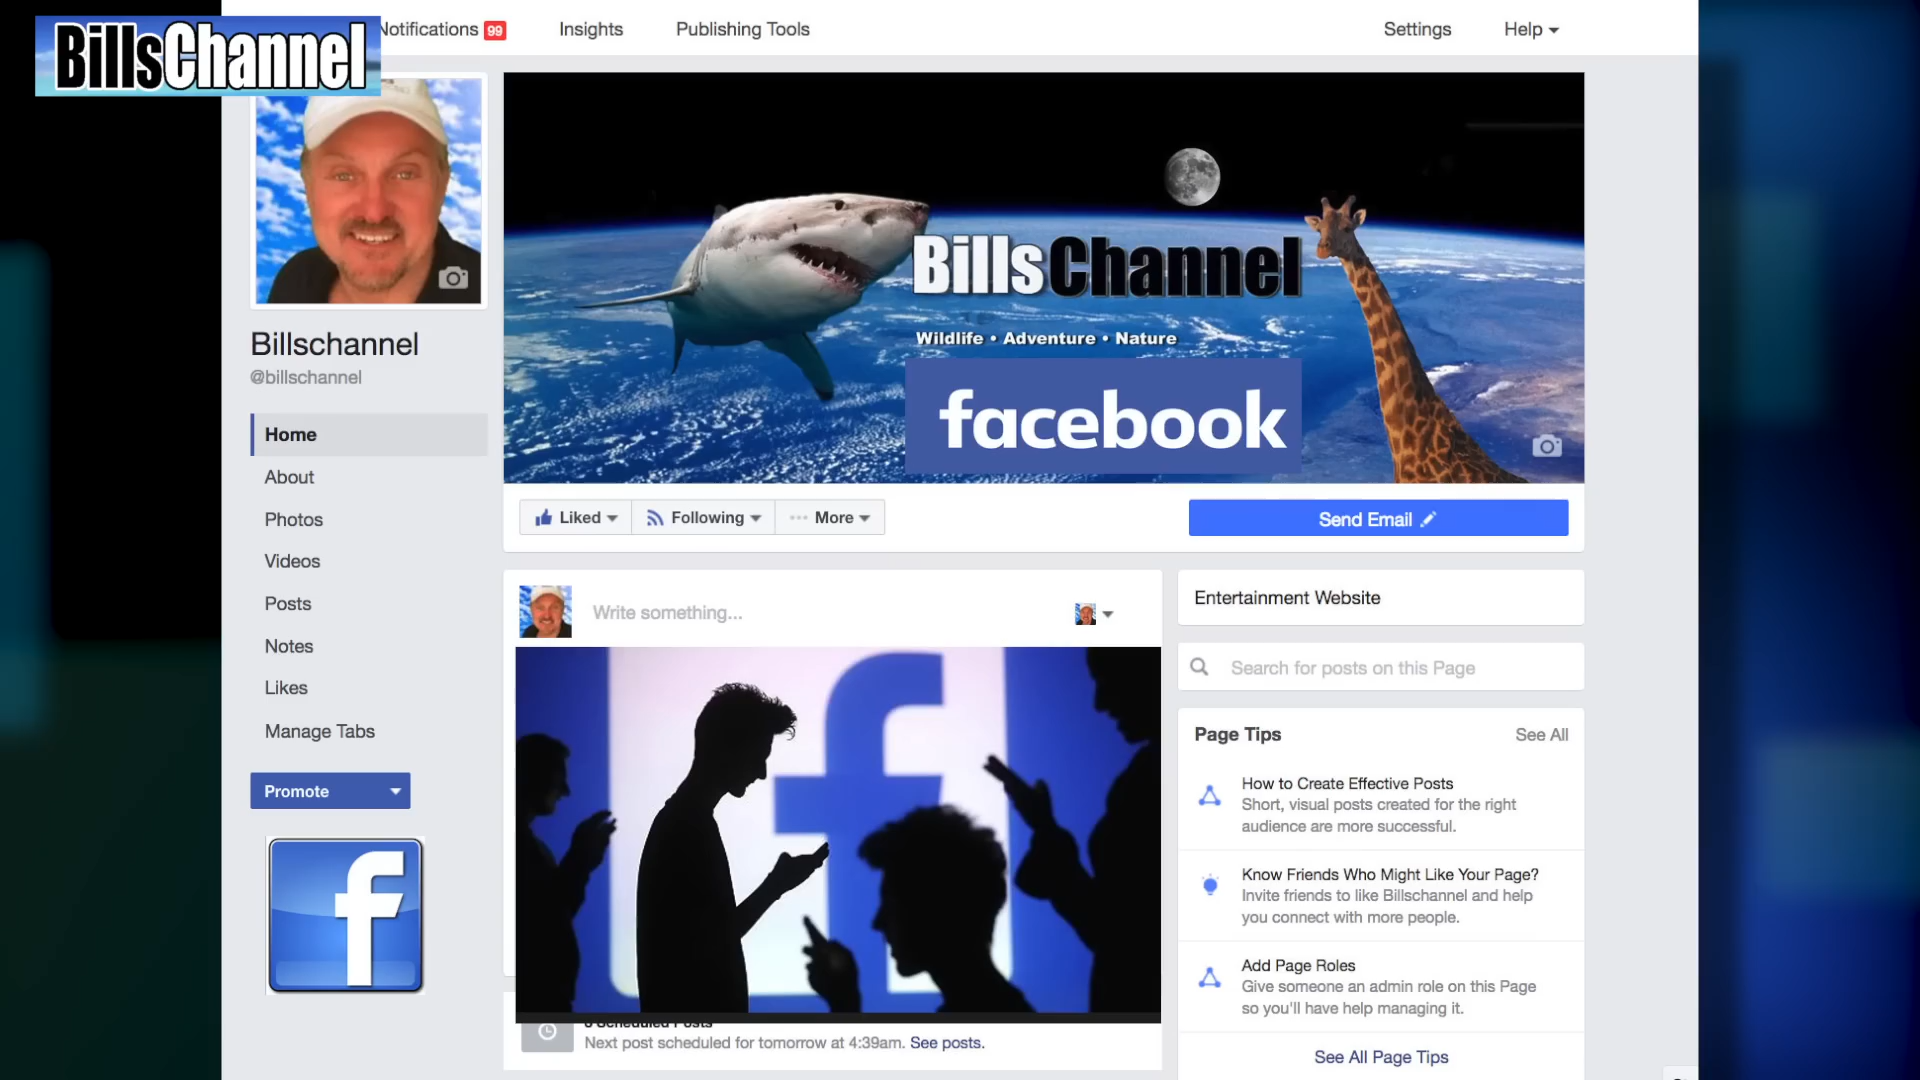 BillsChannel
Notifications 99
Insights
Publishing Tools
Settings
Help
BillsChannel
Wildlife • Adventure • Nature
facebook
Billschannel
@billschannel
Home
About
Photos
Videos
Posts
Notes
Likes
Manage Tabs
Promote
Liked
Following
More
Send Email
Write something...
Next post scheduled for tomorrow at 4:39am. See posts.
Entertainment Website
Search for posts on this Page
Page Tips
See All
How to Create Effective Posts
Short, visual posts created for the right
audience are more successful.
Know Friends Who Might Like Your Page?
Invite friends to like Billschannel and help
you connect with more people.
Add Page Roles
Give someone an admin role on this Page
so you'll have help managing it.
See All Page Tips